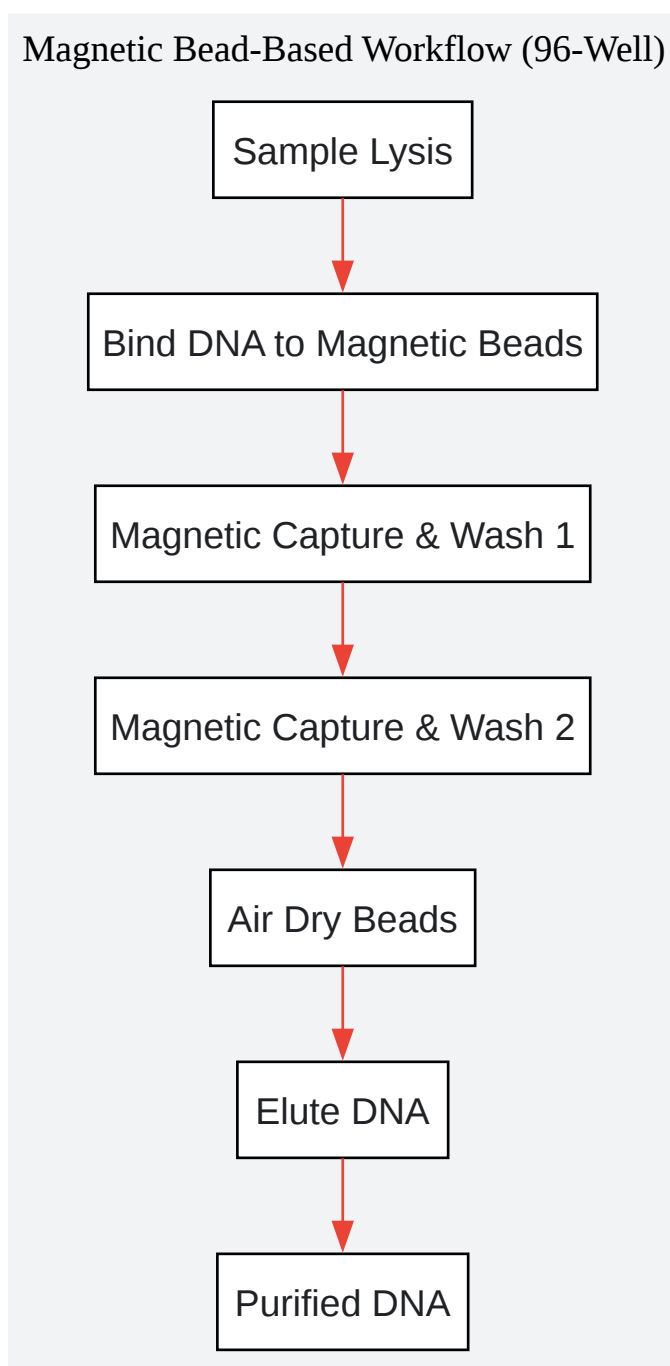 Magnetic Bead-Based Workflow (96-Well)
Sample Lysis
Bind DNA to Magnetic Beads
Magnetic Capture & Wash 1
Magnetic Capture & Wash 2
Air Dry Beads
Elute DNA
Purified DNA